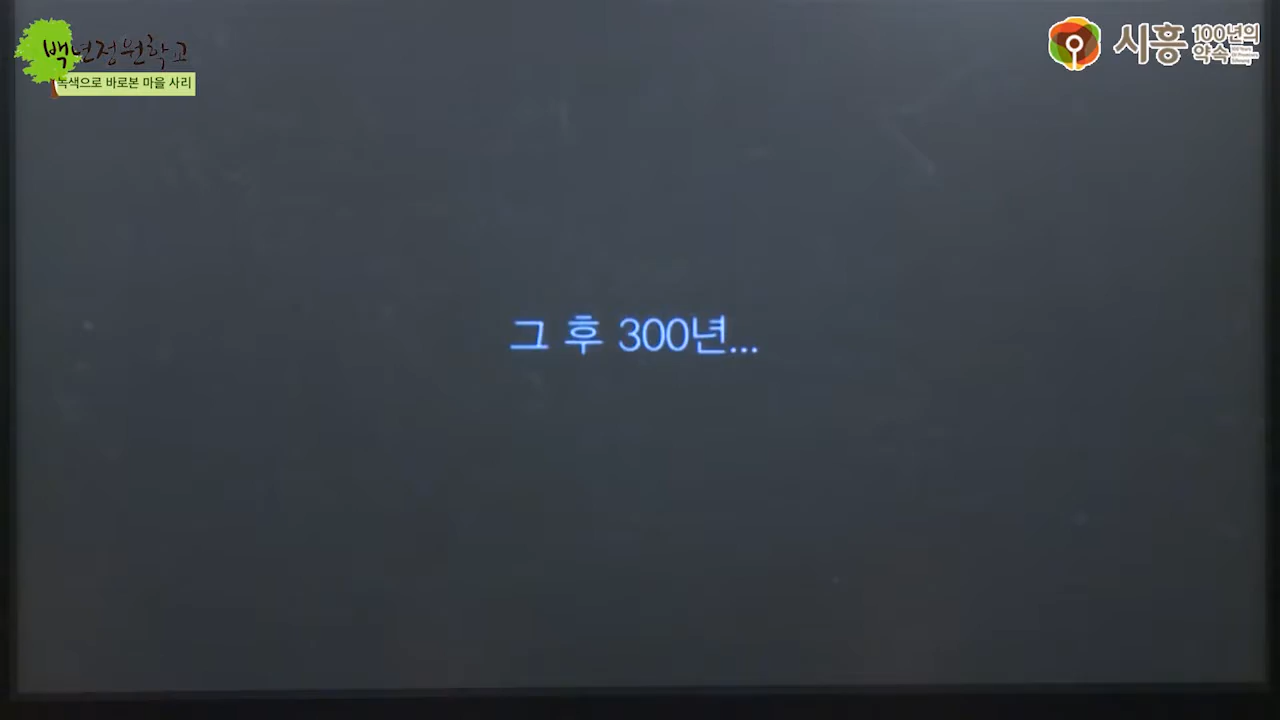 백년정원학교
녹색으로 바로본 마을 사리
시흥
100년의
약속
그 후 300년...